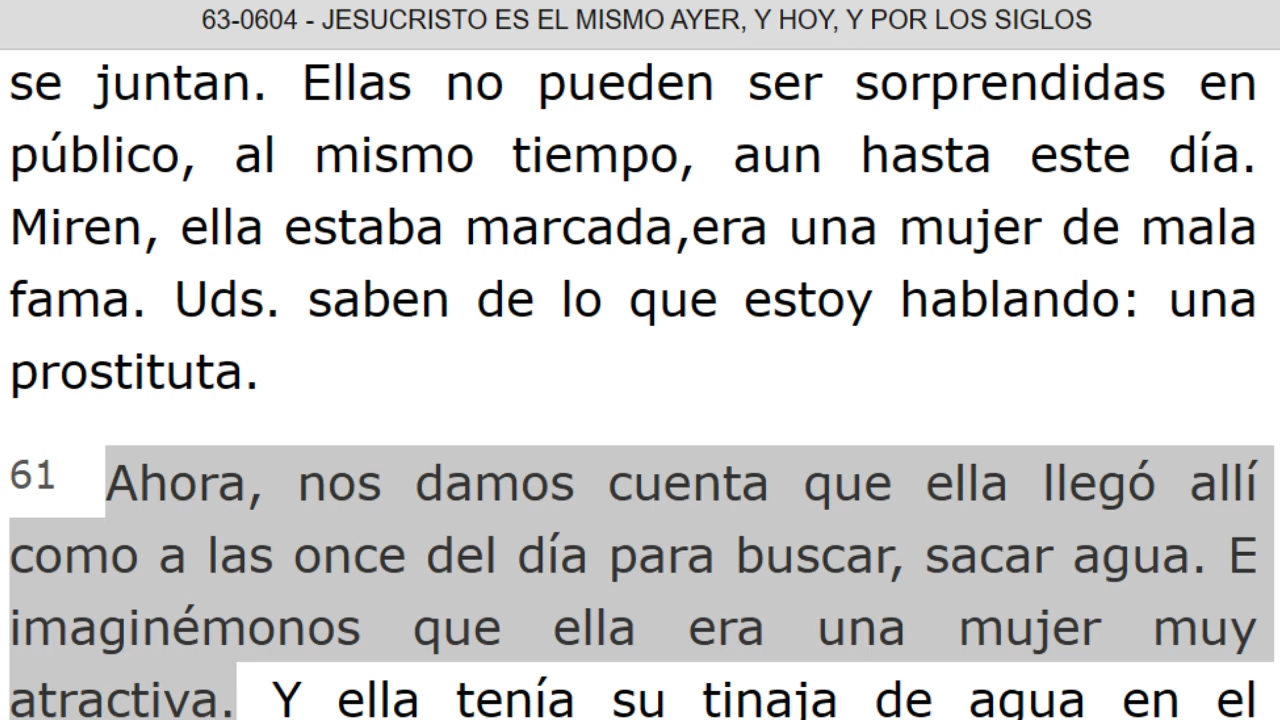 63-0604 - JESUCRISTO ES EL MISMO AYER, Y HOY, Y POR LOS SIGLOS
se juntan. Ellas no pueden ser sorprendidas en
público, al mismo tiempo, aun hasta este día.
Miren, ella estaba marcada,era una mujer de mala
fama. Uds. saben de lo que estoy hablando: una
prostituta.
61 Ahora, nos damos cuenta que ella llegó allí
como a las once del día para buscar, sacar agua. E
imaginémonos que ella era una mujer muy
atractiva. Y ella tenía su tinaja de agua en el